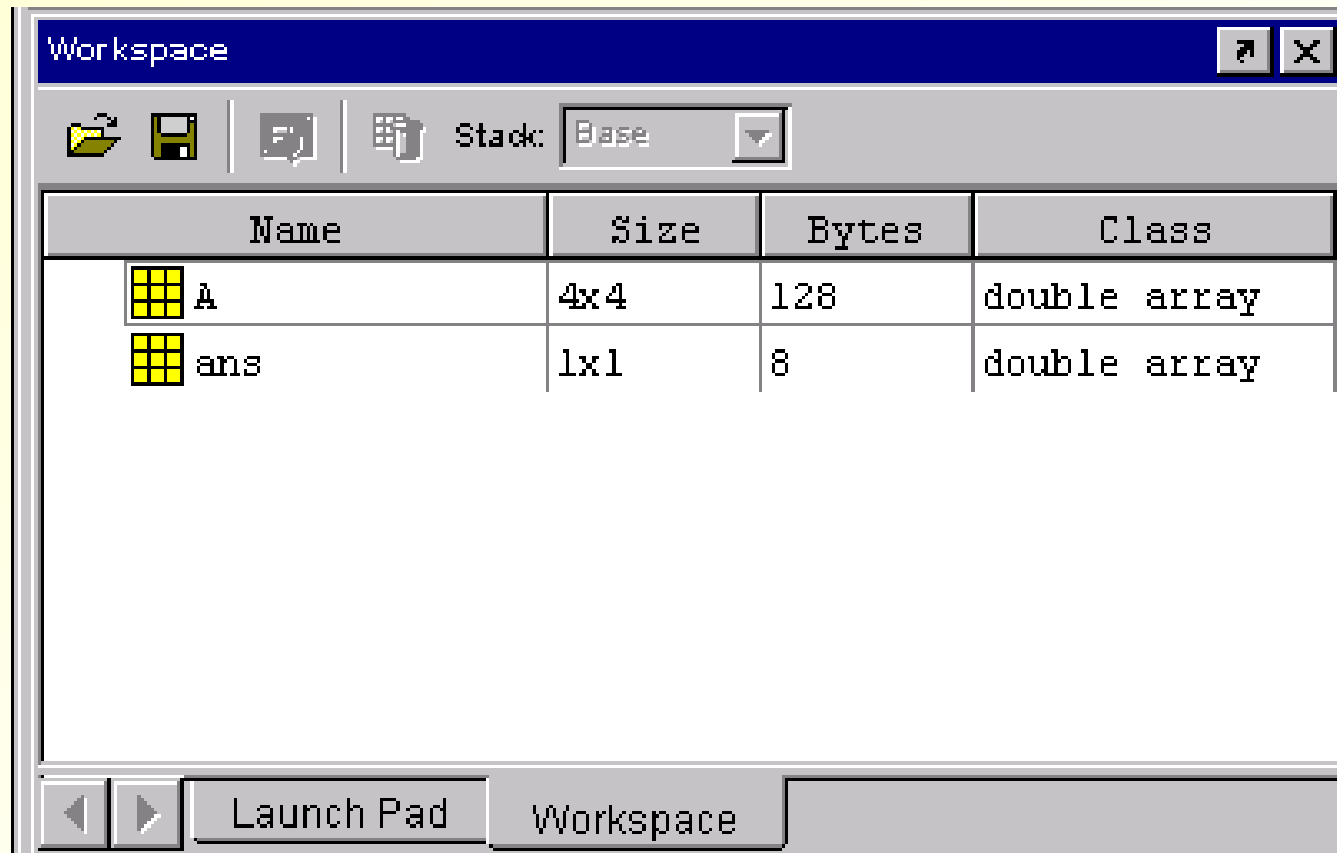 Workspace
Stack: Base
Name Size Bytes Class
A 4x4 128 double array
ans 1x1 8 double array
Launch Pad Workspace